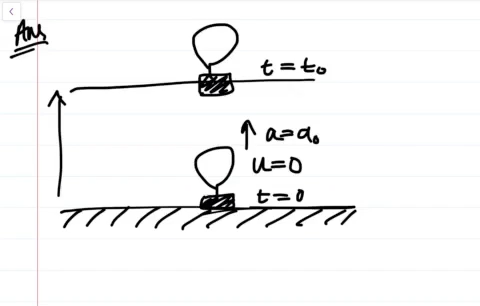 Ans
t = t₀
a = a₀
u = 0
t = 0